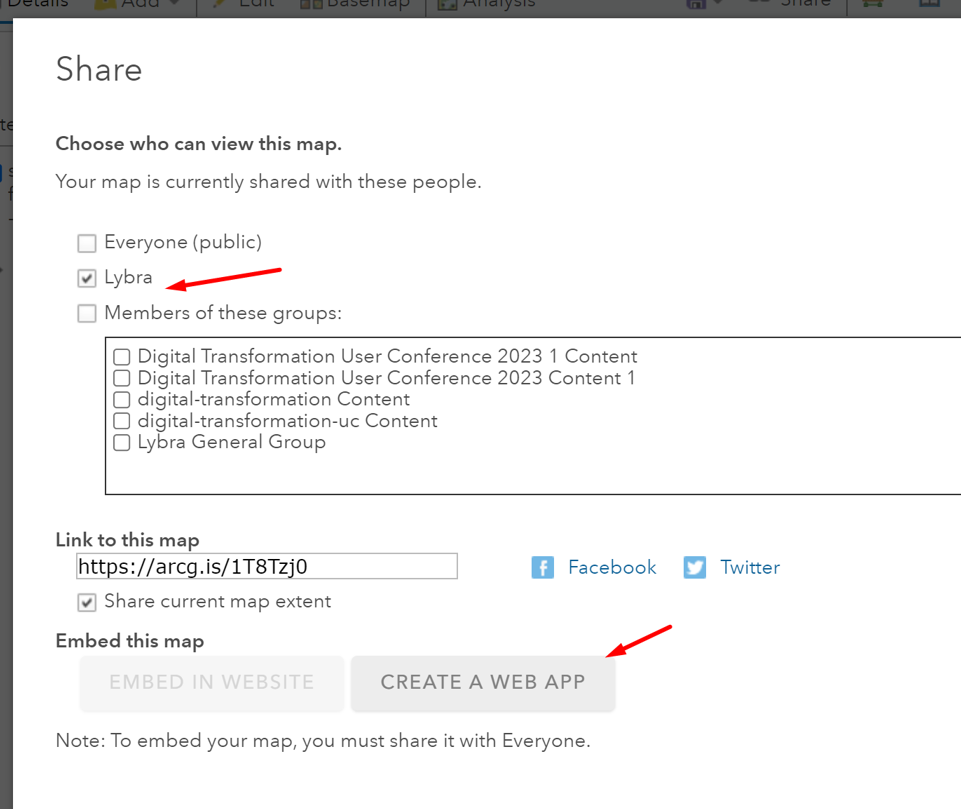 Details Add Edit Basemap Analysis Share
Share
Choose who can view this map.
Your map is currently shared with these people.
Everyone (public)
Lybra
Members of these groups:
Digital Transformation User Conference 2023 1 Content
Digital Transformation User Conference 2023 Content 1
digital-transformation Content
digital-transformation-uc Content
Lybra General Group
Link to this map
https://arcg.is/1T8Tzj0
Facebook Twitter
Share current map extent
Embed this map
EMBED IN WEBSITE CREATE A WEB APP
Note: To embed your map, you must share it with Everyone.